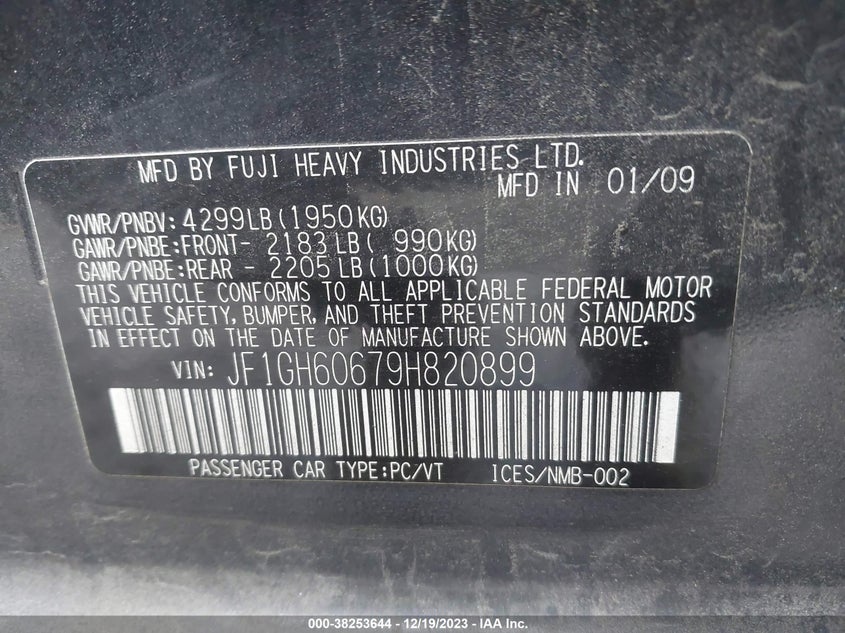 MFD BY FUJI HEAVY INDUSTRIES LTD.
MFD IN 01/09
GVWR/PNBV: 4299LB(1950KG)
GAWR/PNBE:FRONT- 2183LB( 990KG)
GAWR/PNBE:REAR - 2205LB(1000KG)
THIS VEHICLE CONFORMS TO ALL APPLICABLE FEDERAL MOTOR
VEHICLE SAFETY, BUMPER, AND THEFT PREVENTION STANDARDS
IN EFFECT ON THE DATE OF MANUFACTURE SHOWN ABOVE.
VIN: JF1GH60679H820899
PASSENGER CAR TYPE:PC/VT ICES/NMB-002
000-38253644 - 12/19/2023 - IAA Inc.